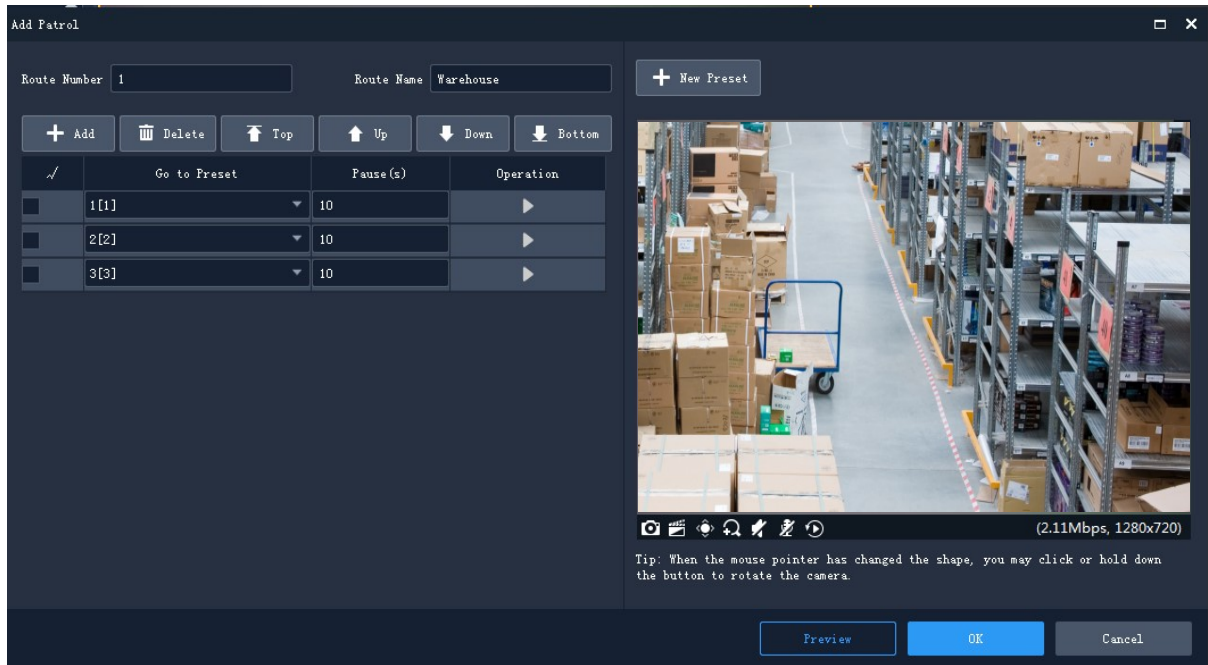 Add Patrol
Route Number 1 Route Name Warehouse
Add Delete Top Up Down Bottom
Go to Preset Pause(s) Operation
1[1] 10
2[2] 10
3[3] 10
New Preset
(2.11Mbps, 1280x720)
Tip: When the mouse pointer has changed the shape, you may click or hold down
the button to rotate the camera.
Preview OK Cancel